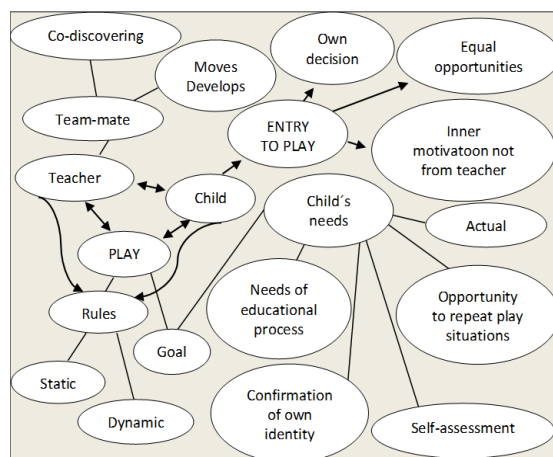 Co-discovering
Own
decision
Equal
opportunities
Moves
Develops
Team-mate
ENTRY
TO PLAY
Inner
motivatoon not
from teacher
Teacher
Child
Child´s
needs
Actual
PLAY
Needs of
educational
process
Opportunity
to repeat play
situations
Rules
Goal
Static
Confirmation
of own
identity
Dynamic
Self-assessment